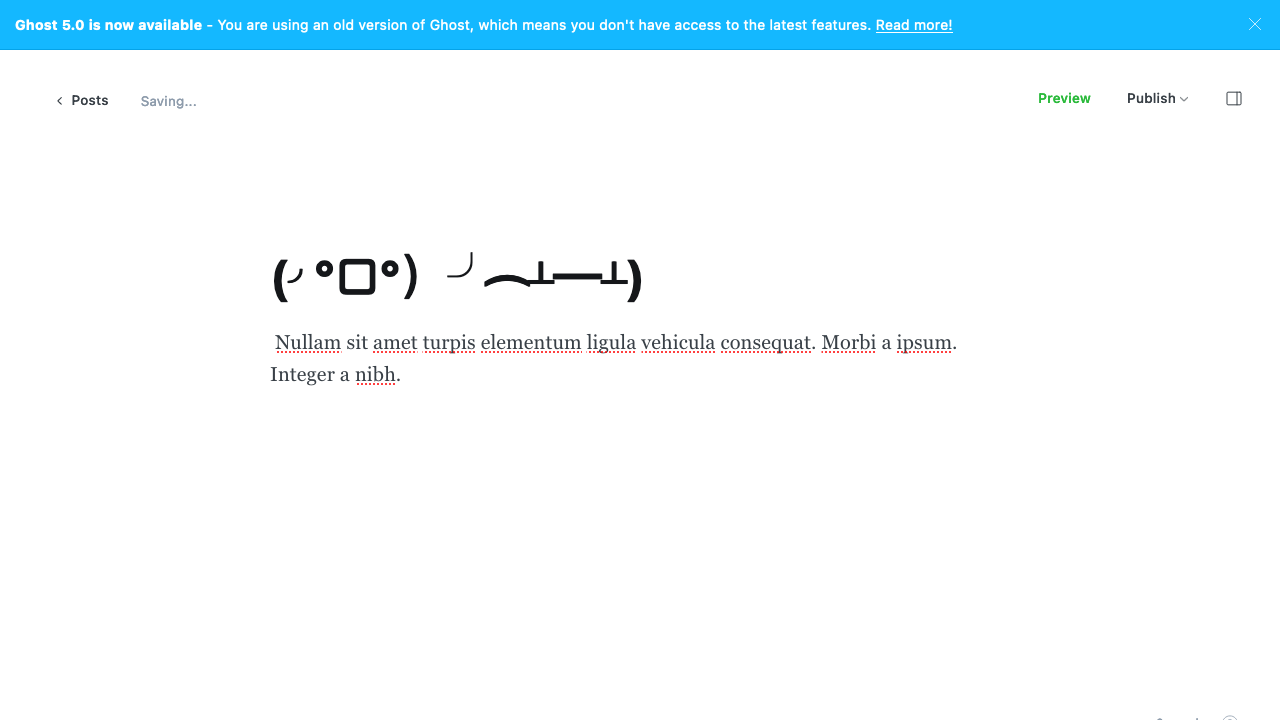 Ghost 5.0 is now available - You are using an old version of Ghost, which means you don't have access to the latest features. Read more!
Posts
Saving...
Preview
Publish
(╯°□°）╯︵ ┻━┻)
Nullam sit amet turpis elementum ligula vehicula consequat. Morbi a ipsum.
Integer a nibh.